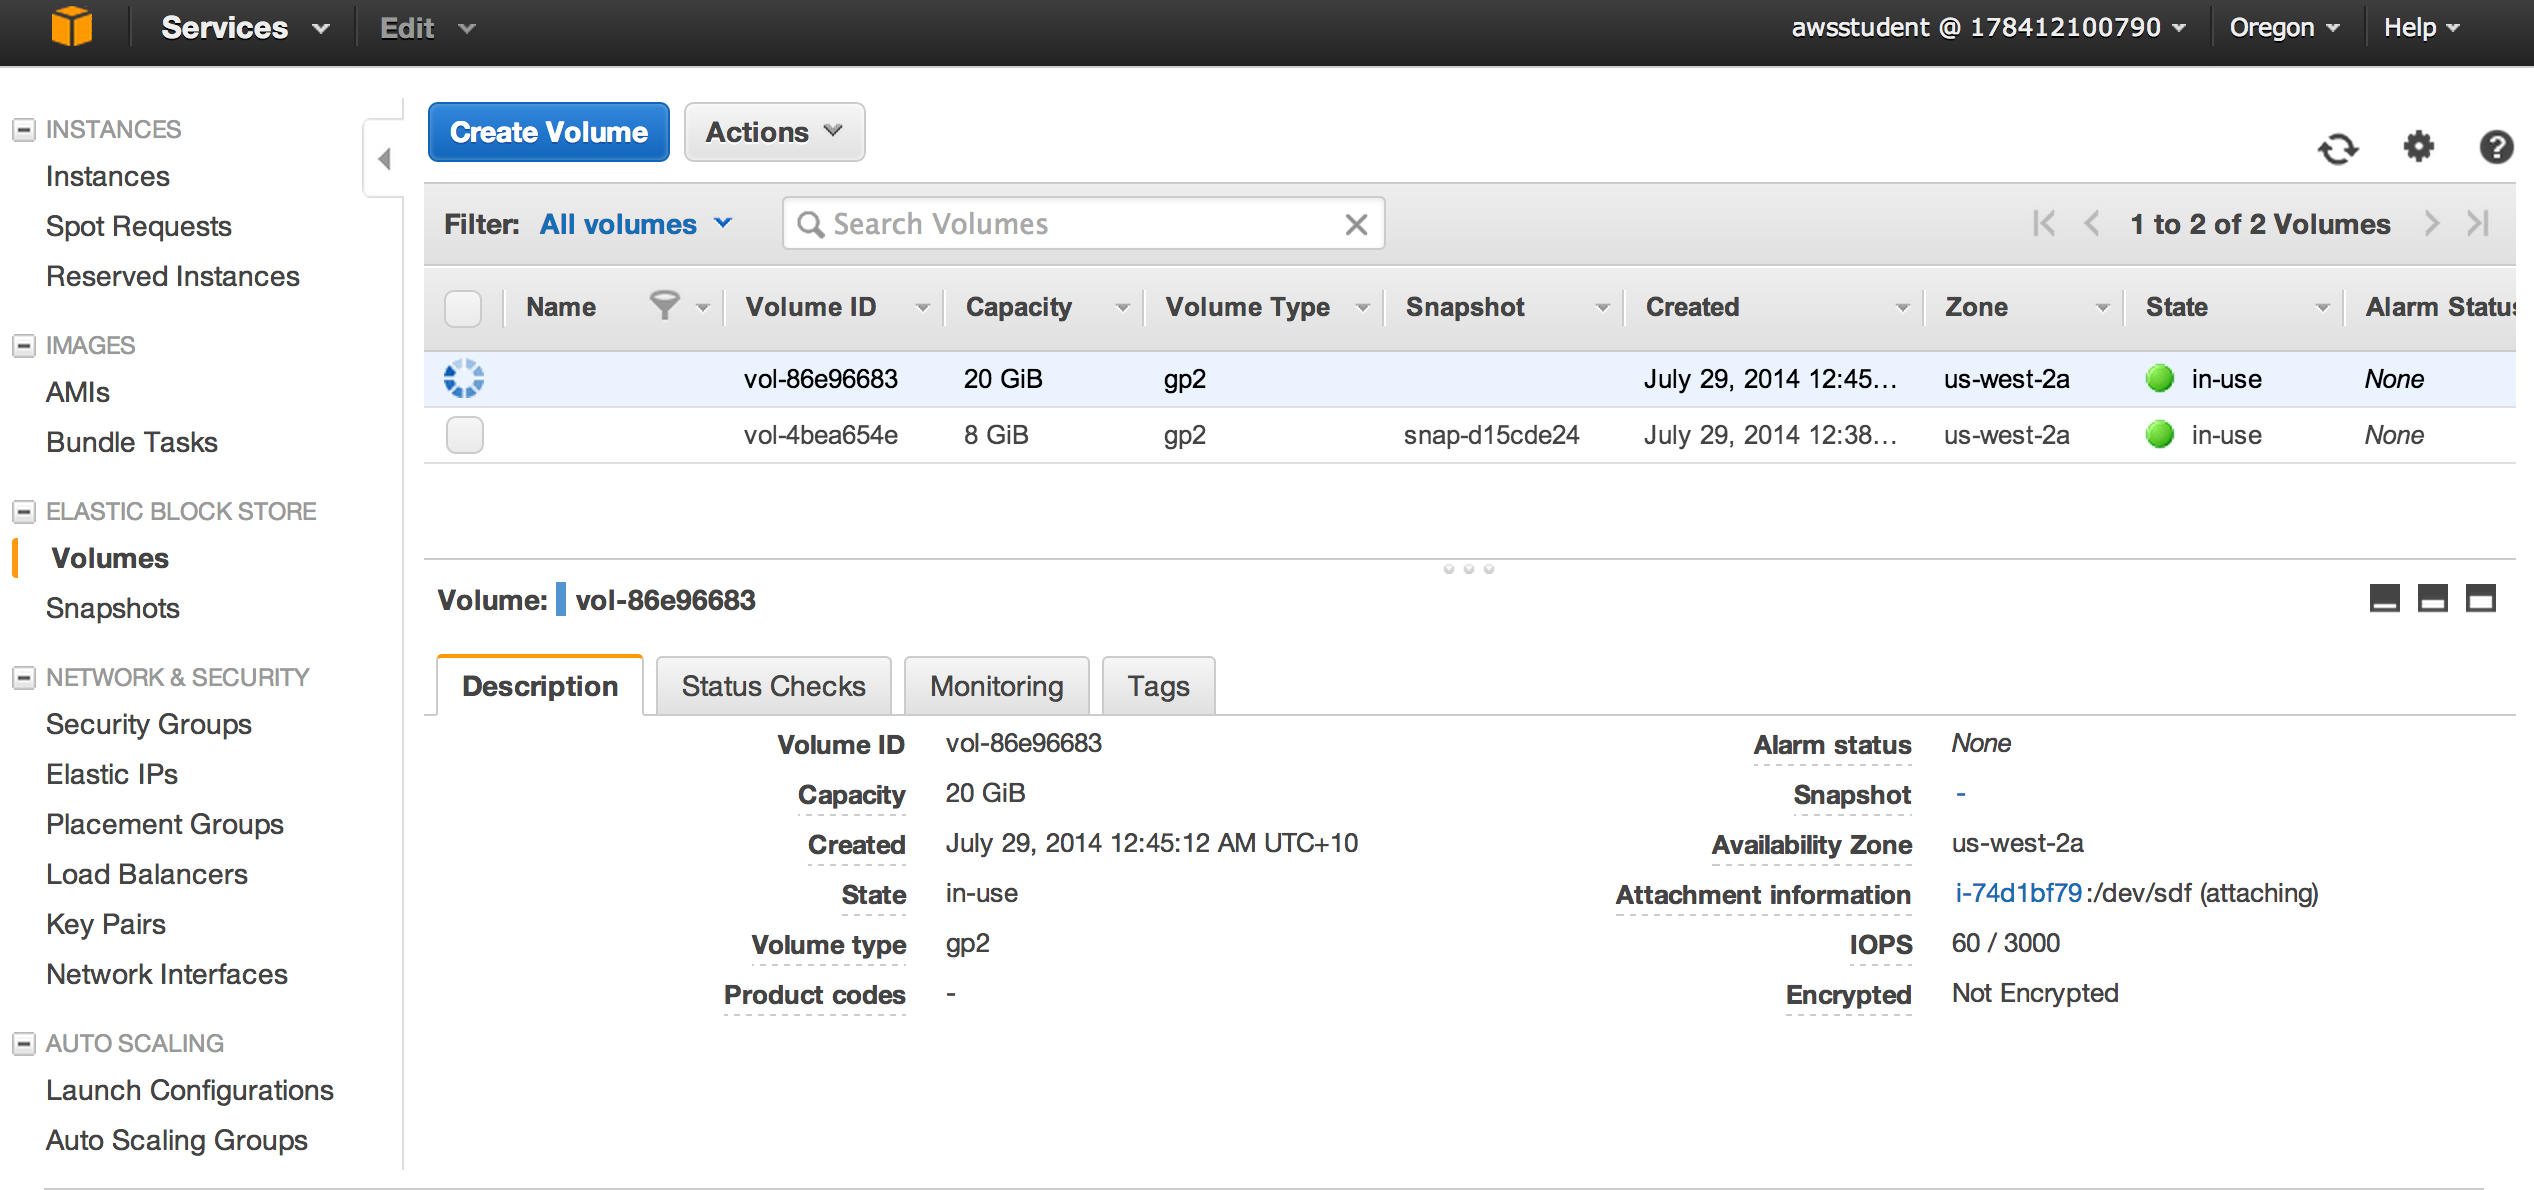 Services Edit awsstudent @ 178412100790 Oregon Help
INSTANCES
Instances
Spot Requests
Reserved Instances
IMAGES
AMIs
Bundle Tasks
ELASTIC BLOCK STORE
Volumes
Snapshots
NETWORK & SECURITY
Security Groups
Elastic IPs
Placement Groups
Load Balancers
Key Pairs
Network Interfaces
AUTO SCALING
Launch Configurations
Auto Scaling Groups
Create Volume Actions
Filter: All volumes Search Volumes 1 to 2 of 2 Volumes
Name Volume ID Capacity Volume Type Snapshot Created Zone State Alarm Status
vol-86e96683 20 GiB gp2 July 29, 2014 12:45... us-west-2a in-use None
vol-4bea654e 8 GiB gp2 snap-d15cde24 July 29, 2014 12:38... us-west-2a in-use None
Volume: vol-86e96683
Description Status Checks Monitoring Tags
Volume ID vol-86e96683 Alarm status None
Capacity 20 GiB Snapshot -
Created July 29, 2014 12:45:12 AM UTC+10 Availability Zone us-west-2a
State in-use Attachment information i-74d1bf79:/dev/sdf (attaching)
Volume type gp2 IOPS 60 / 3000
Product codes - Encrypted Not Encrypted